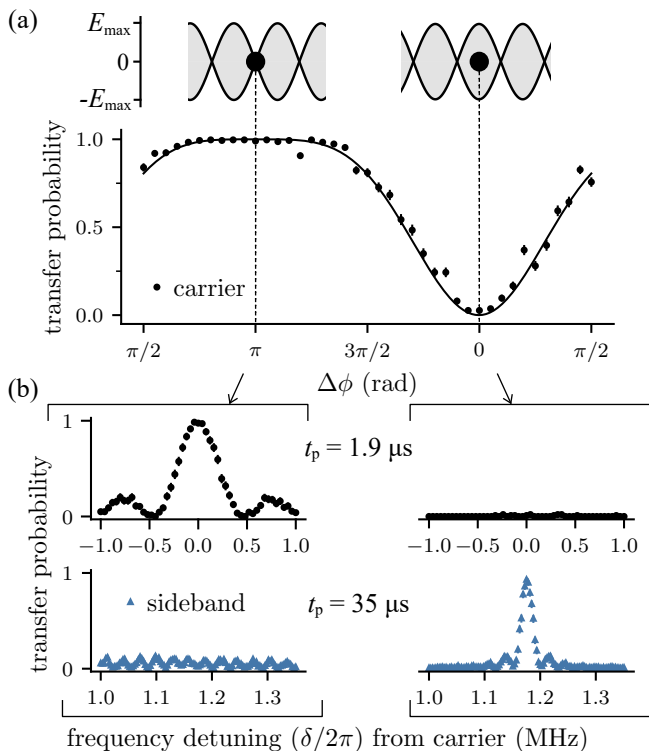 (a)
E_max
0
-E_max
transfer probability
1.0
0.5
0.0
carrier
π/2
π
3π/2
0
π/2
Δϕ (rad)
(b)
transfer probability
1
0
t_p = 1.9 µs
−1.0 −0.5 0.0 0.5 1.0
−1.0 −0.5 0.0 0.5 1.0
1
0
sideband
t_p = 35 µs
1.0 1.1 1.2 1.3
1.0 1.1 1.2 1.3
frequency detuning (δ/2π) from carrier (MHz)